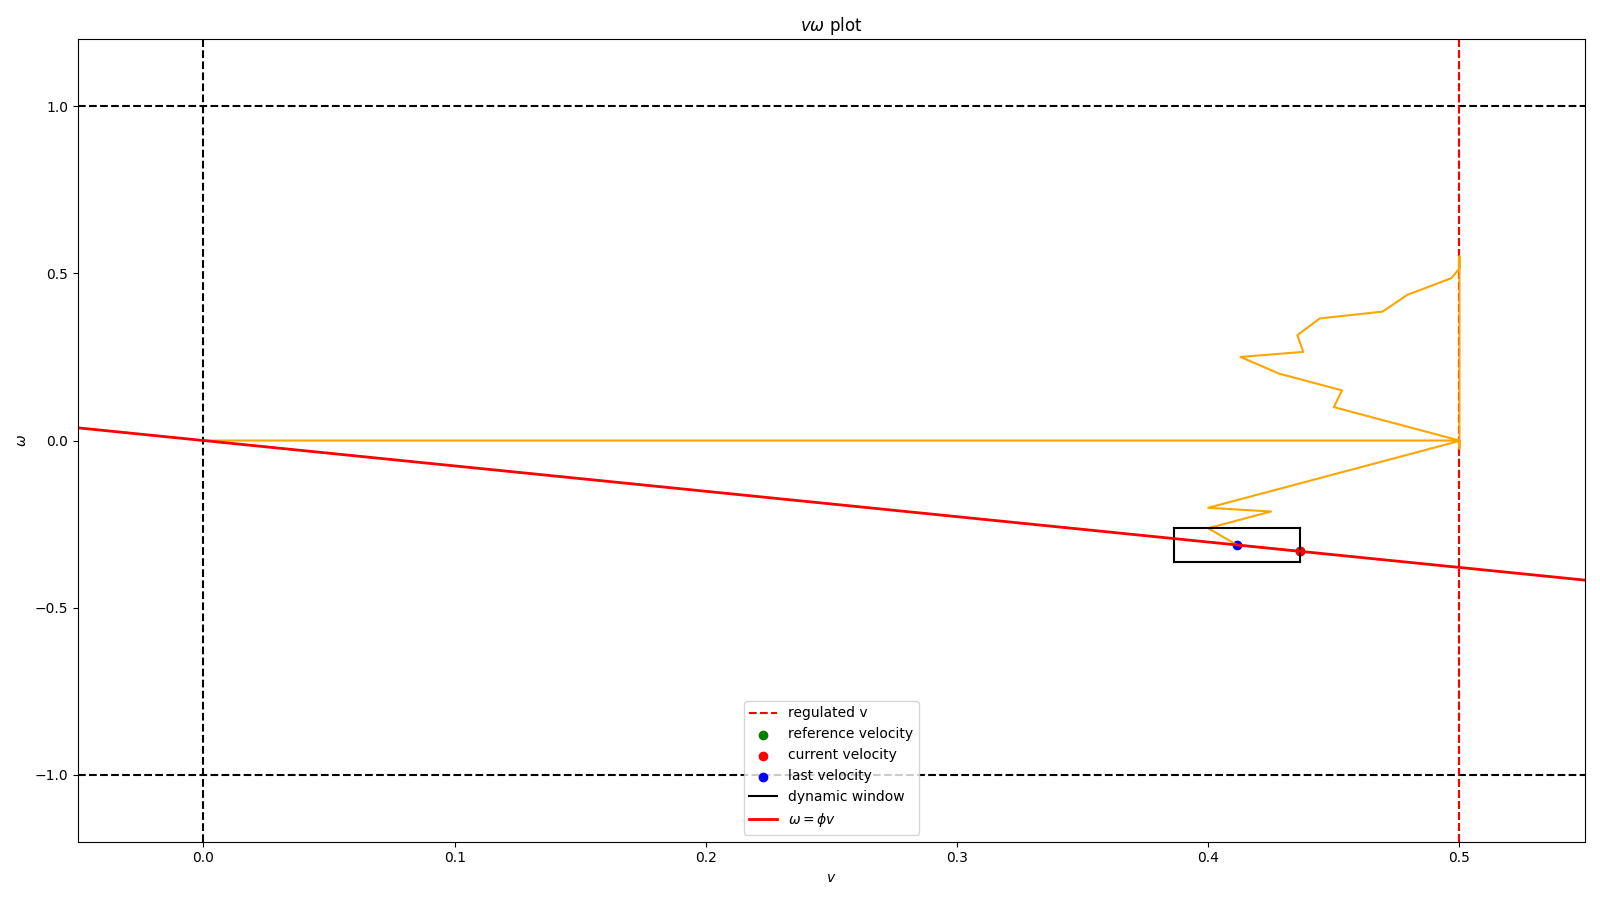 vω plot
1.0
0.5
0.0
−0.5
−1.0
ω
regulated v
reference velocity
current velocity
last velocity
dynamic window
ω = ϕv
0.0 0.1 0.2 0.3 0.4 0.5
v